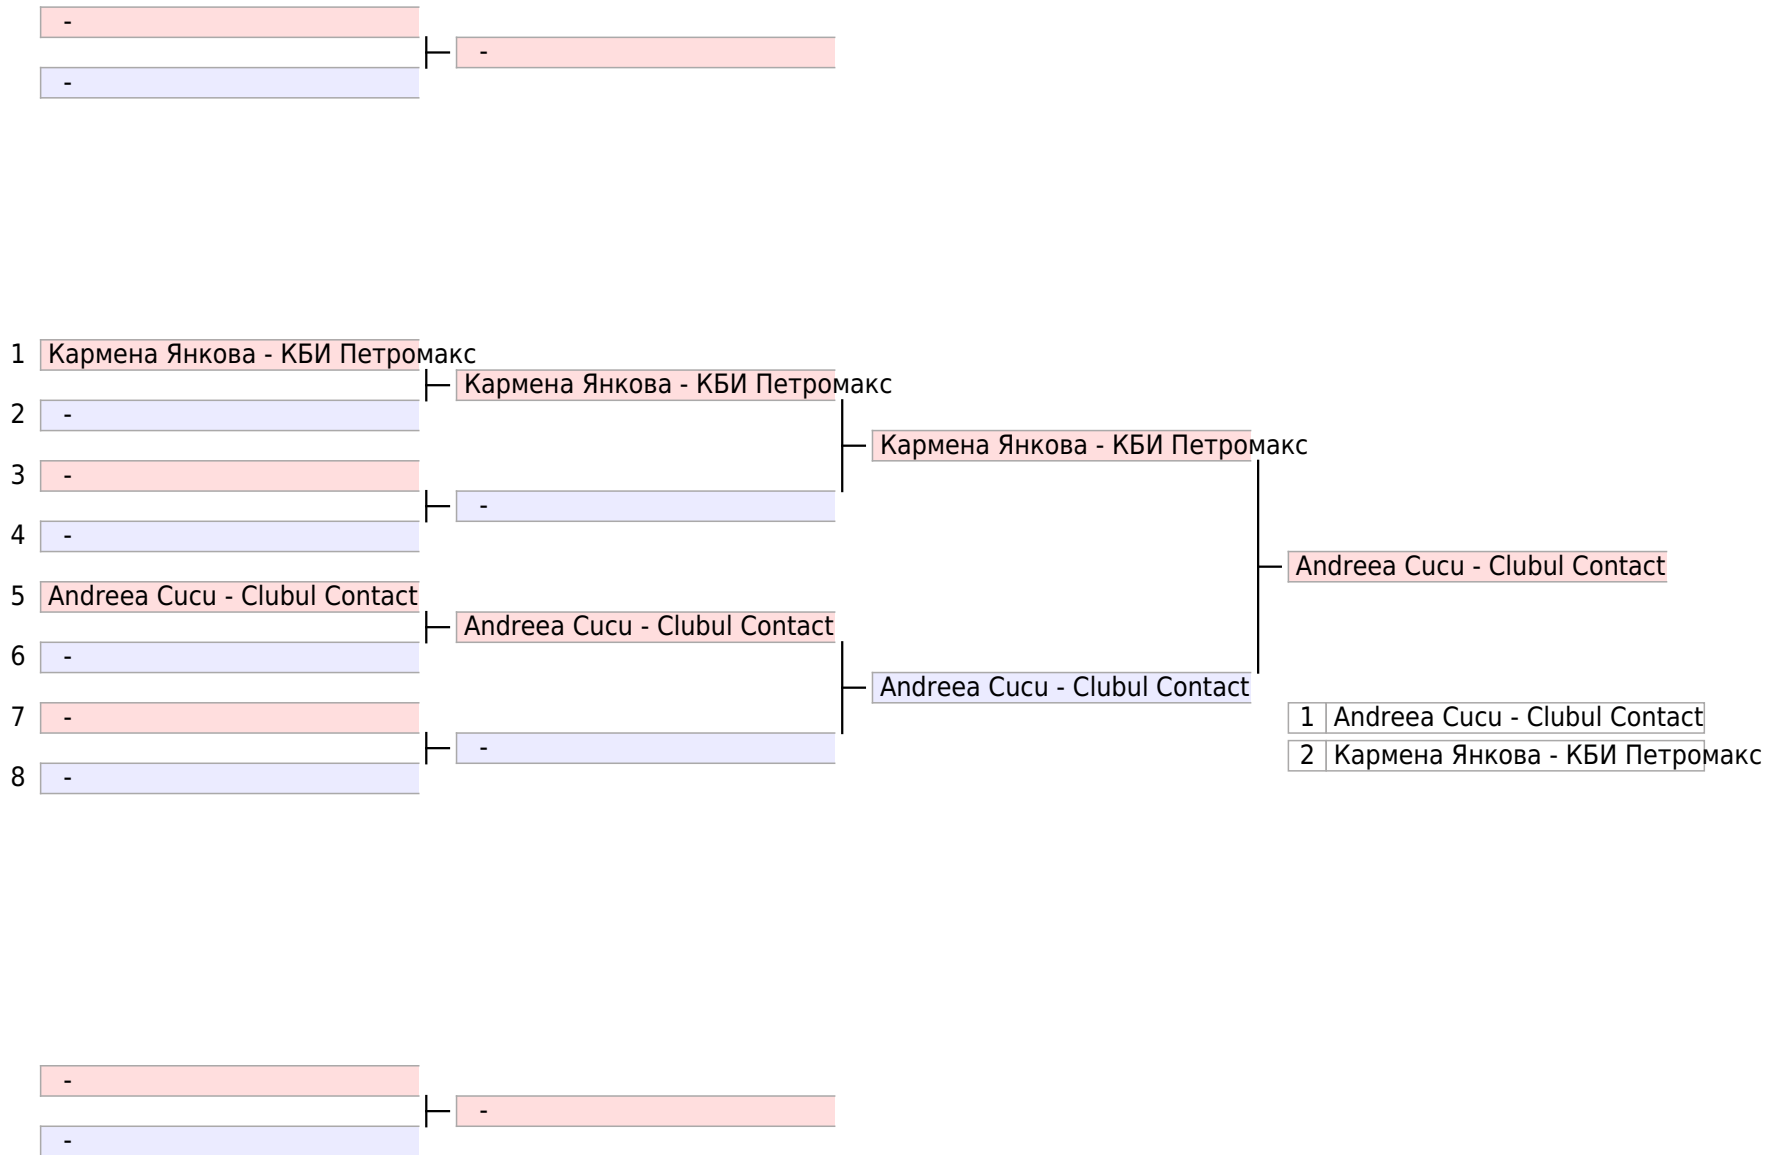 -
-
-
1 Кармена Янкова - КБИ Петромакс
Кармена Янкова - КБИ Петромакс
2 -
Кармена Янкова - КБИ Петромакс
3 -
-
4 -
Andreea Cucu - Clubul Contact
5 Andreea Cucu - Clubul Contact
Andreea Cucu - Clubul Contact
6 -
Andreea Cucu - Clubul Contact
7 -
1 Andreea Cucu - Clubul Contact
-
2 Кармена Янкова - КБИ Петромакс
8 -
-
-
-